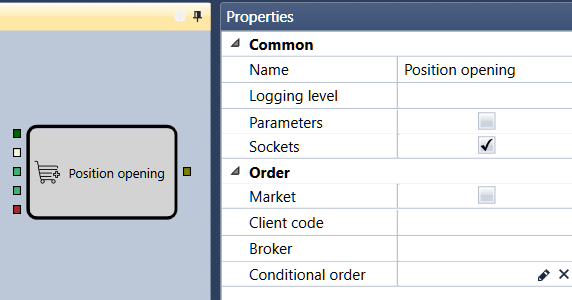 Properties
Common
Name Position opening
Logging level
Parameters
Sockets
Order
Market
Client code
Broker
Conditional order
Position opening